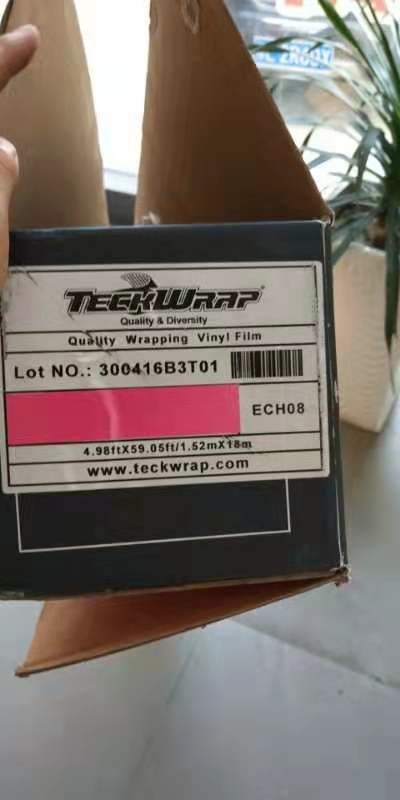 TECKWRAP
Quality & Diversity
Quality Wrapping Vinyl Film
Lot NO.: 300416B3T01
ECH08
4.98ftX59.05ft/1.52mX18m
www.teckwrap.com